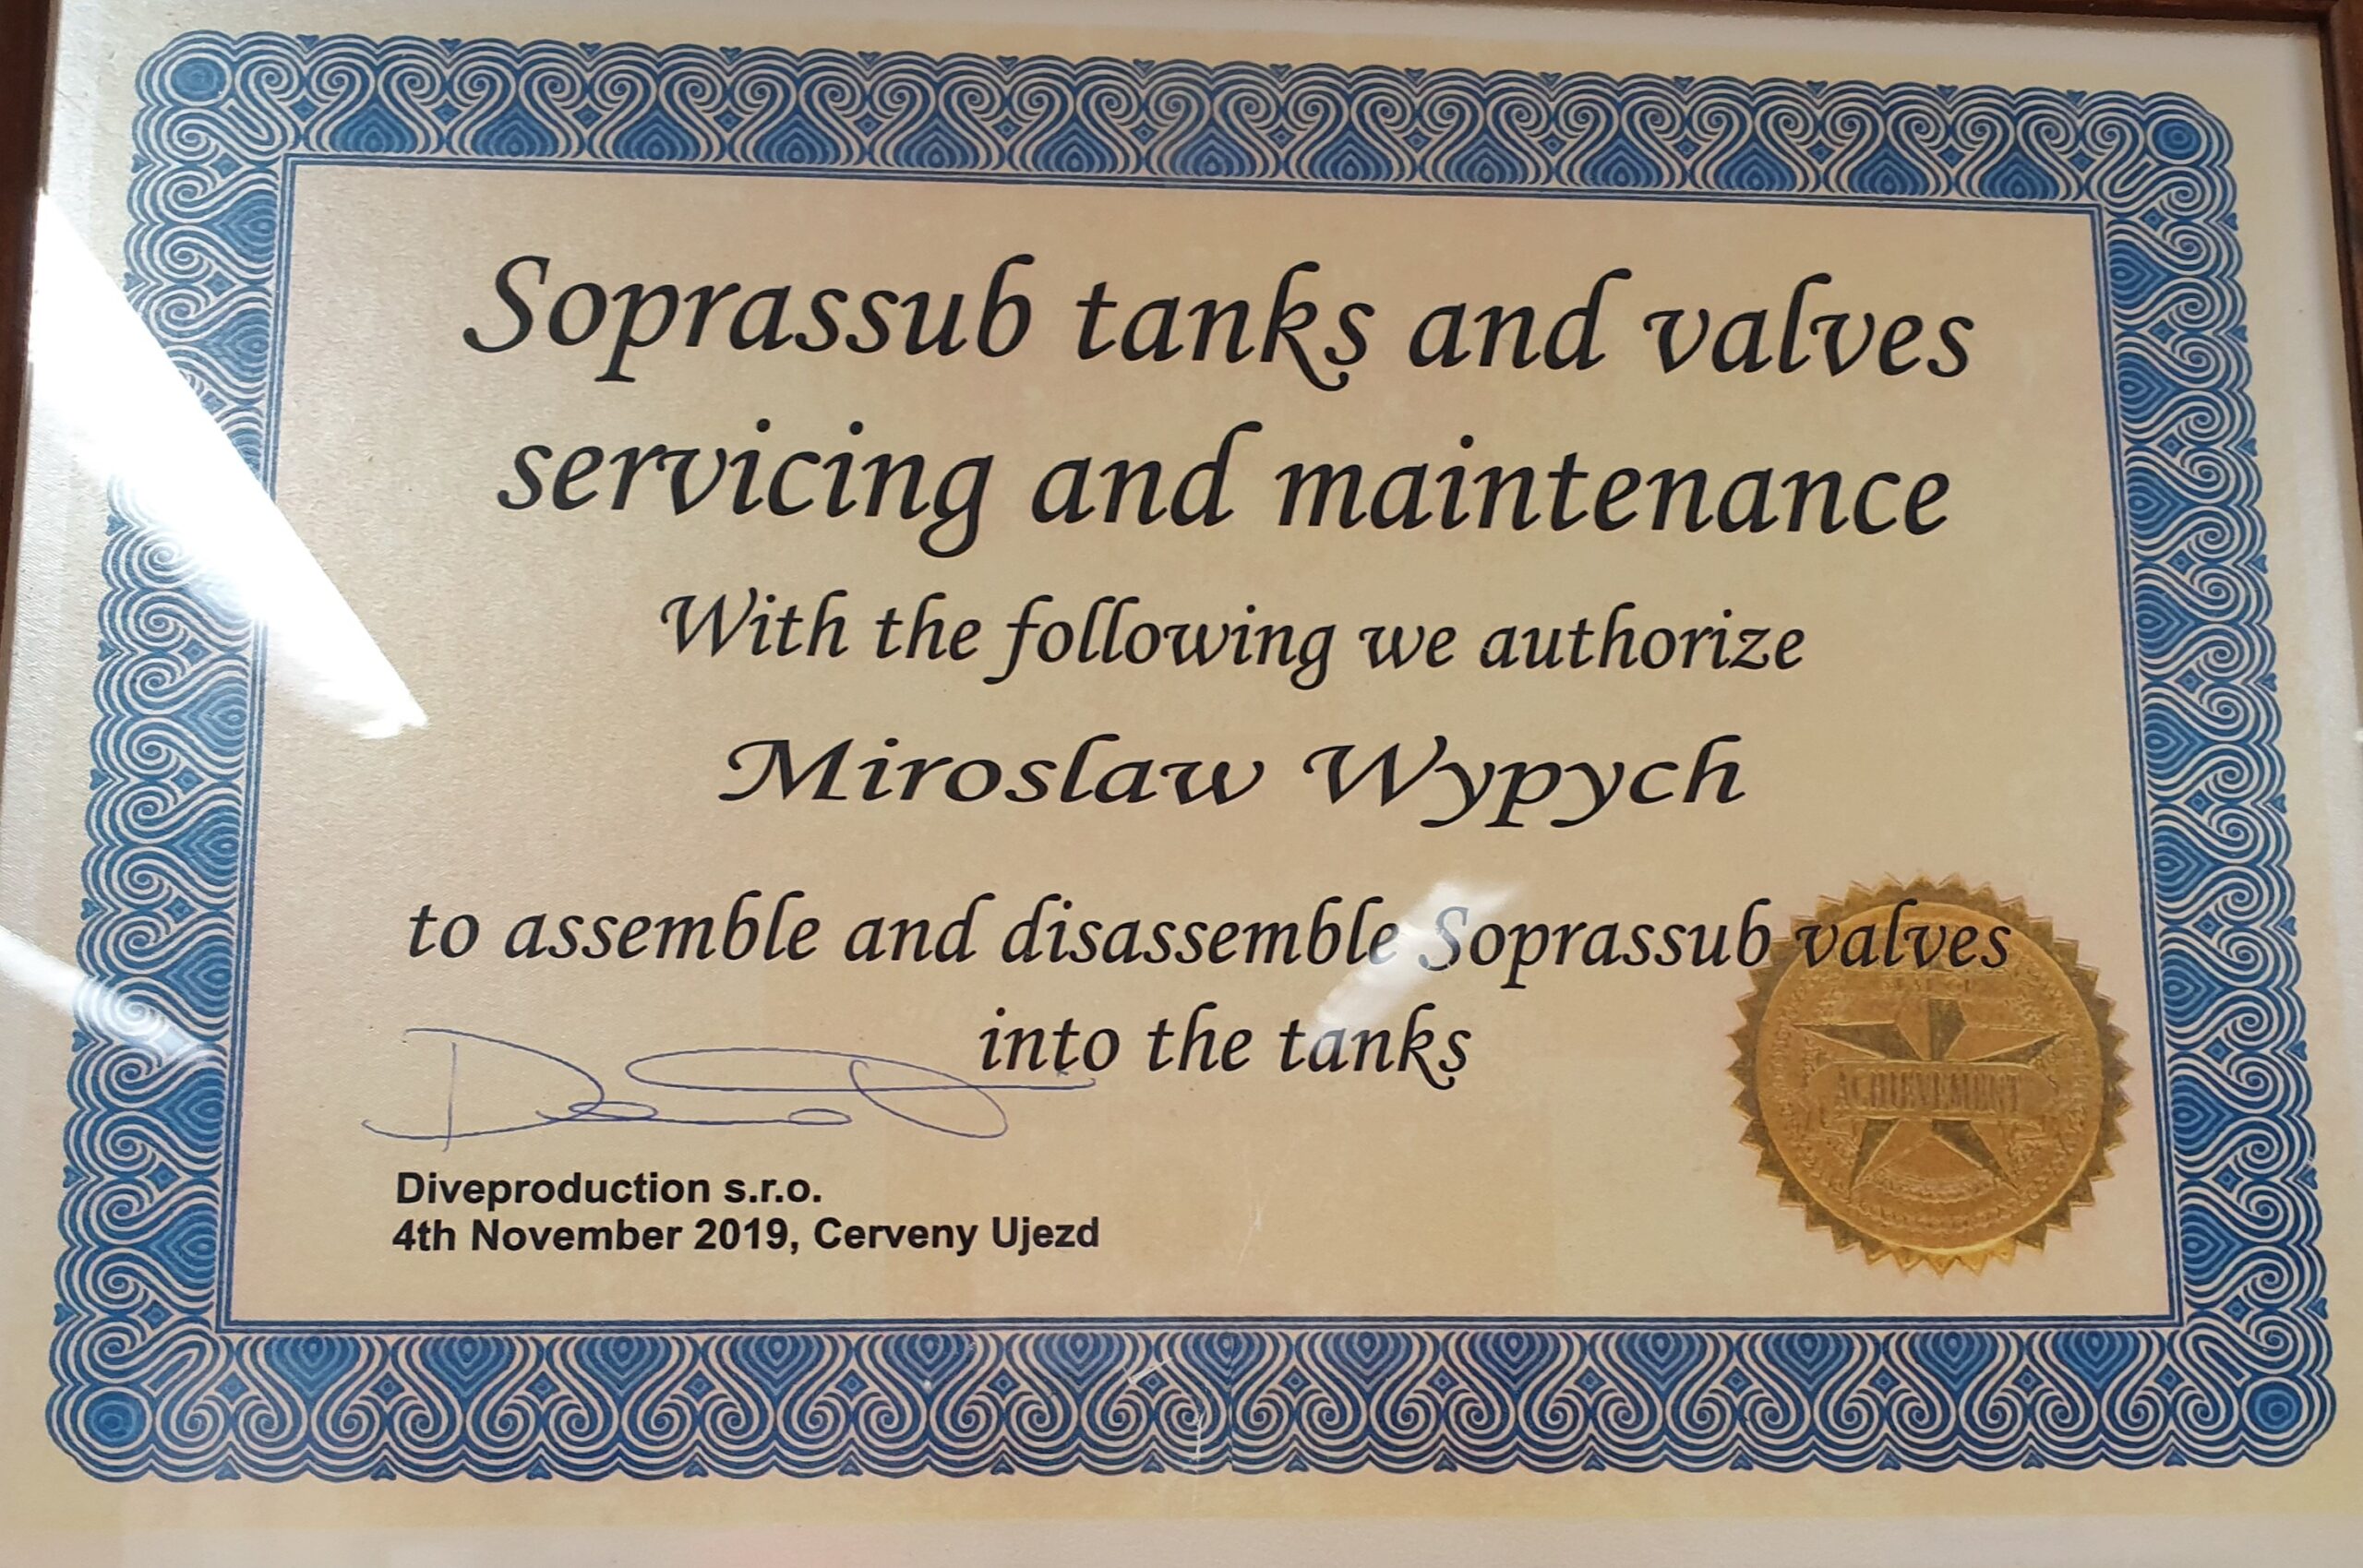 Soprassub tanks and valves
servicing and maintenance
With the following we authorize
Miroslaw Wypych
to assemble and disassemble Soprassub valves
into the tanks
ACHIEVEMENT
Diveproduction s.r.o.
4th November 2019, Cerveny Ujezd